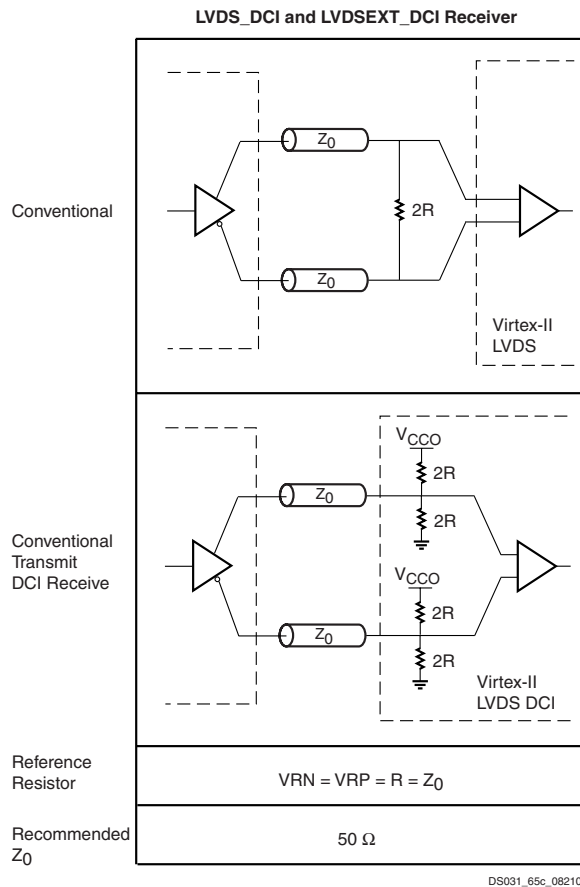 LVDS_DCI and LVDSEXT_DCI Receiver
Conventional
Z0
2R
Z0
Virtex-II
LVDS
Conventional
Transmit
DCI Receive
VCCO
2R
Z0
2R
VCCO
2R
Z0
2R
Virtex-II
LVDS DCI
Reference
Resistor
VRN = VRP = R = Z0
Recommended
Z0
50 Ω
DS031_65c_08210